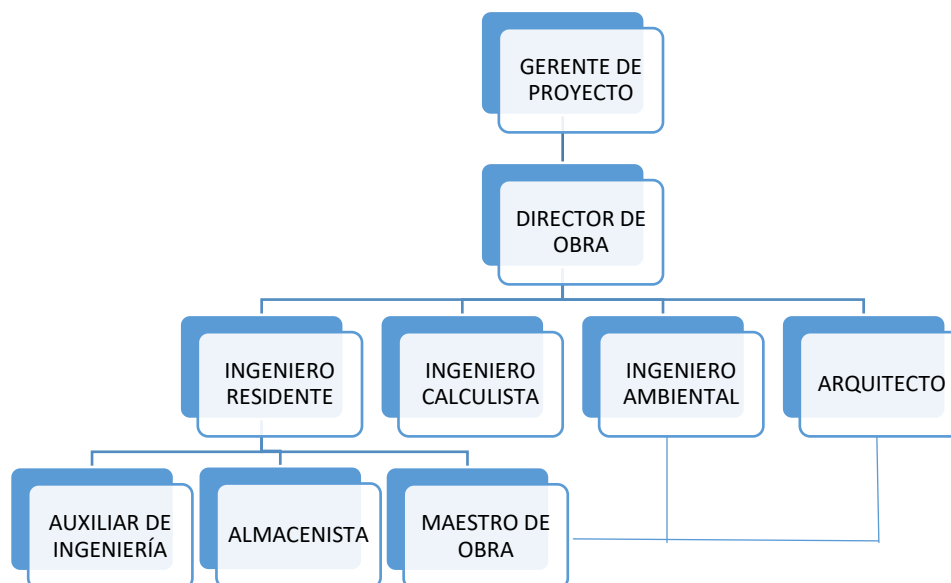 GERENTE DE
PROYECTO
DIRECTOR DE
OBRA
INGENIERO
RESIDENTE
INGENIERO
CALCULISTA
INGENIERO
AMBIENTAL
ARQUITECTO
AUXILIAR DE
INGENIERÍA
ALMACENISTA
MAESTRO DE
OBRA